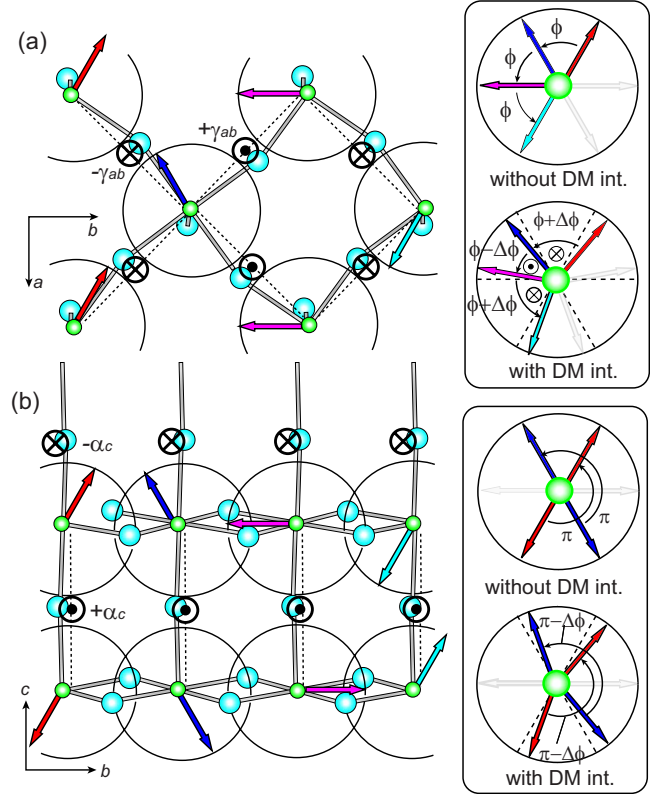 (a)
+γab
-γab
b
a
ϕ
ϕ
ϕ
without DM int.
ϕ+Δϕ
ϕ−Δϕ
ϕ+Δϕ
with DM int.
(b)
-αc
+αc
c
b
π
π
without DM int.
π−Δϕ
π−Δϕ
with DM int.